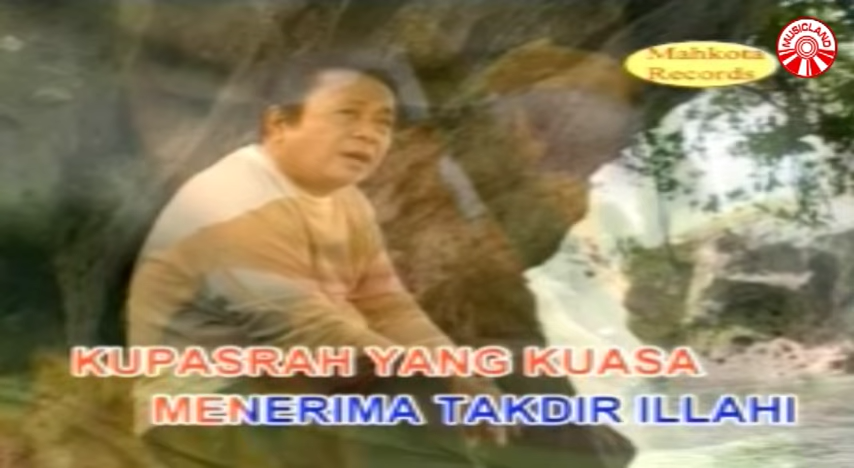 Mahkota
Records
MUSICLAND
KUPASRAH YANG KUASA
MENERIMA TAKDIR ILLAHI